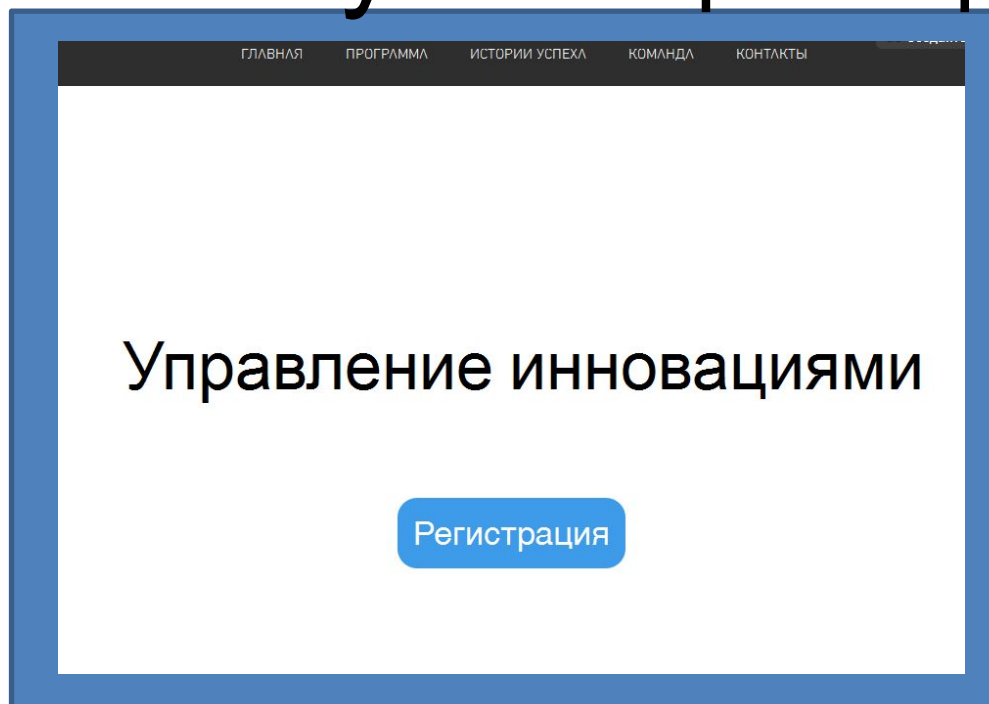 ГЛАВНАЯ ПРОГРАММА ИСТОРИИ УСПЕХА КОМАНДА КОНТАКТЫ
Управление инновациями
Регистрация